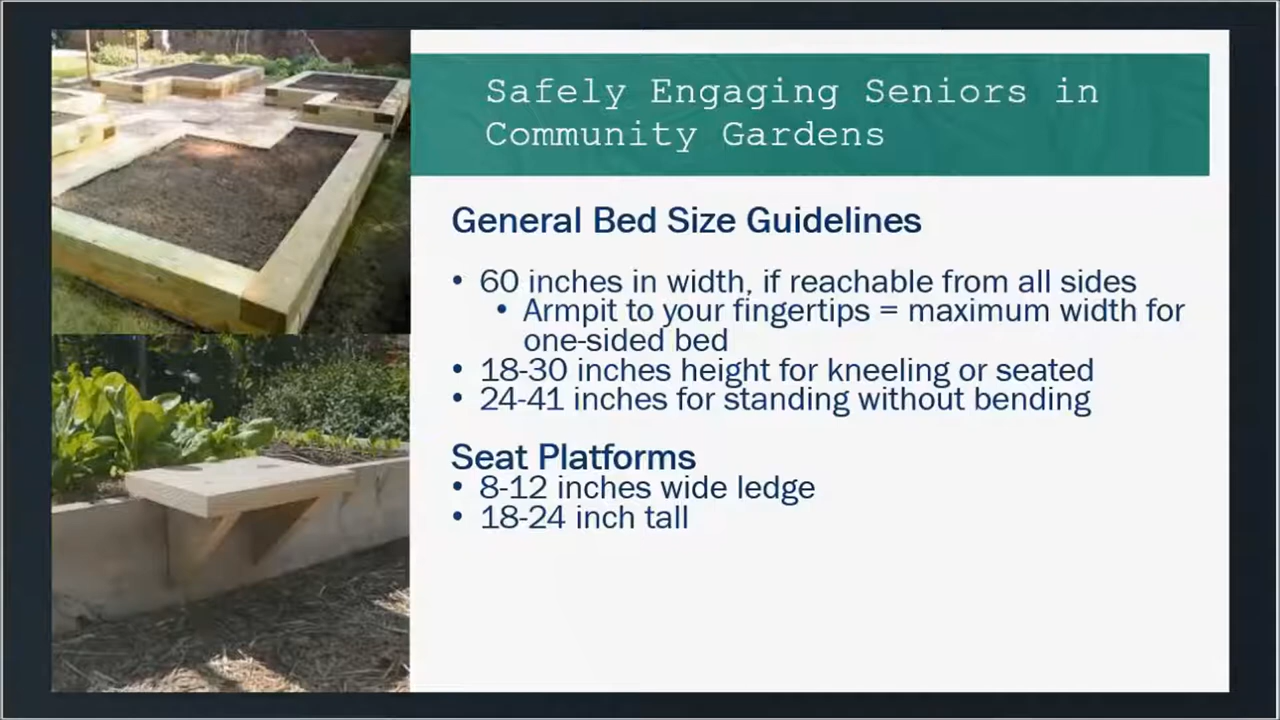 Safely Engaging Seniors in
Community Gardens
General Bed Size Guidelines
• 60 inches in width, if reachable from all sides
• Armpit to your fingertips = maximum width for
one-sided bed
• 18-30 inches height for kneeling or seated
• 24-41 inches for standing without bending
Seat Platforms
• 8-12 inches wide ledge
• 18-24 inch tall